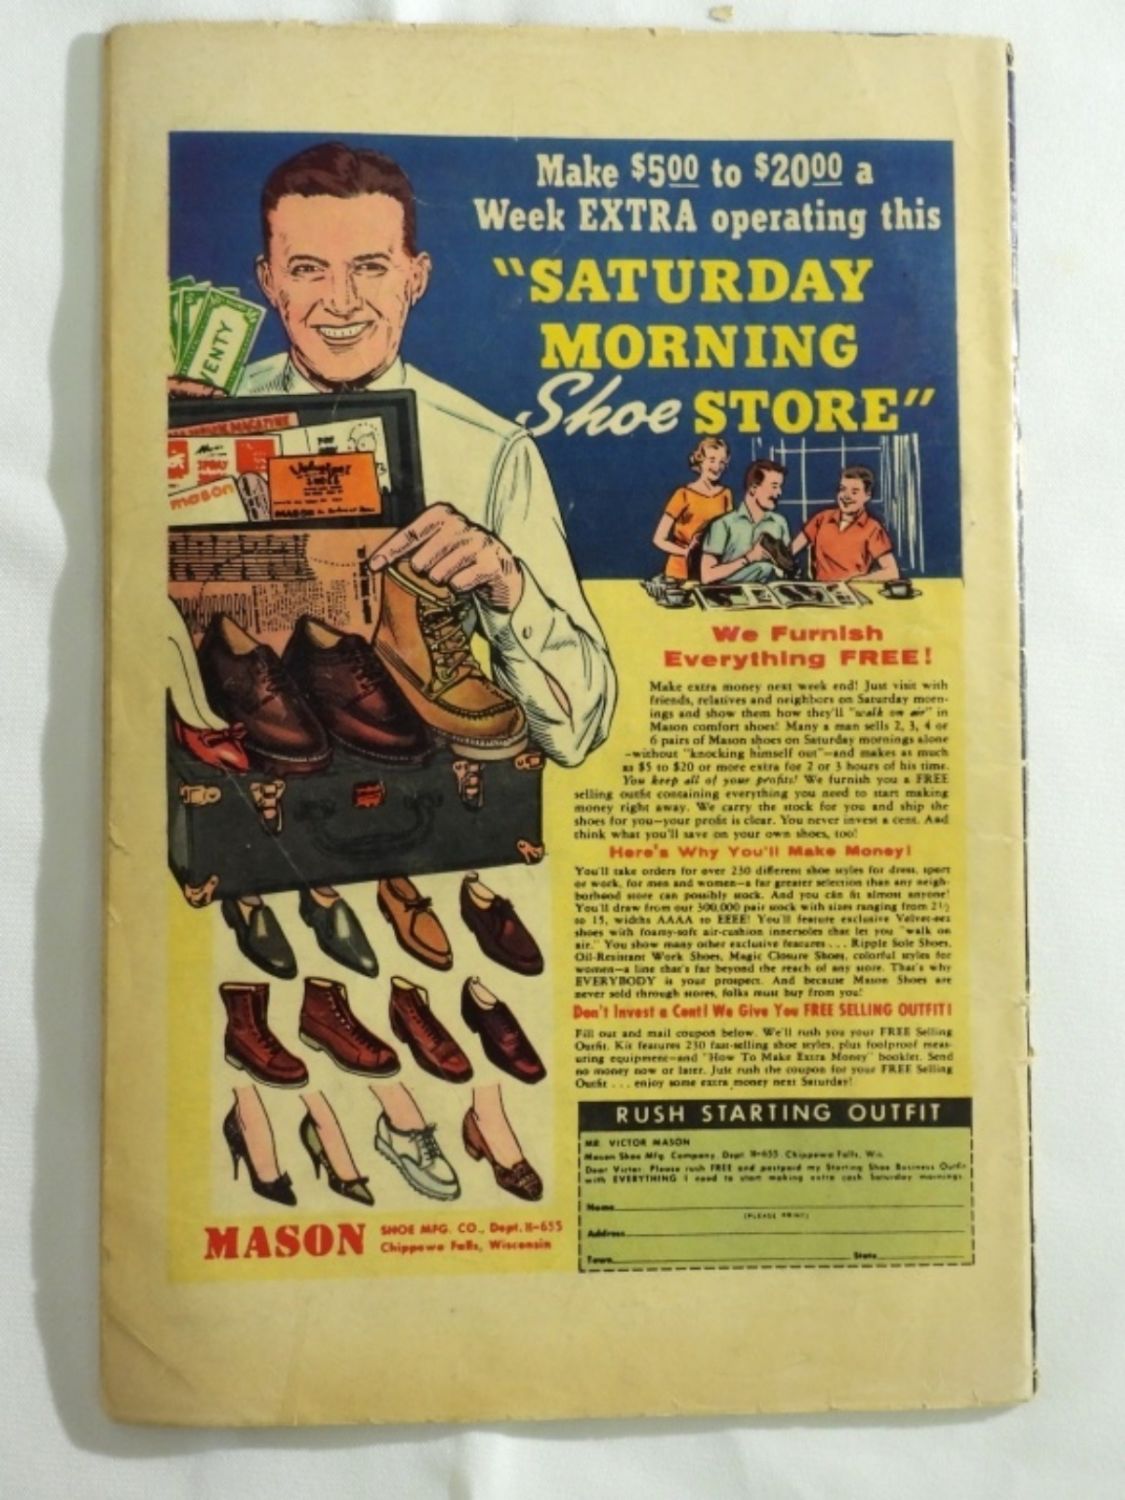 Make $5.00 to $20.00 a
Week EXTRA operating this
"SATURDAY
MORNING
Shoe STORE"
VENTY
mason
We Furnish
Everything FREE!
Make extra money next week end! Just visit with
friends, relatives and neighbors on Saturday morn-
ings and show them how they'll "walk on air" in
Mason comfort shoes! Many a man sells 2, 3, 4 or
6 pairs of Mason shoes on Saturday mornings alone
—without "knocking himself out"—and makes as much
as $5 to $20 or more extra for 2 or 3 hours of his time.
You keep all of your profits! We furnish you a FREE
selling outfit containing everything you need to start making
money right away. We carry the stock for you and ship the
shoes for you—your profit is clear. You never invest a cent. And
think what you'll save on your own shoes, too!
Here's Why You'll Make Money!
You'll take orders for over 230 different shoe styles for dress, sport
or work, for men and women—a far greater selection than any neigh-
borhood store can possibly stock. And you can fit almost anyone!
You'll draw from our 300,000 pair stock with sizes ranging from 2½
to 15, widths AAAA to EEEE! You'll feature exclusive Velvet-eez
shoes with foamy-soft air-cushion innersoles that let you "walk on
air." You show many other exclusive features . . . Ripple Sole Shoes,
Oil-Resistant Work Shoes, Magic Closure Shoes, colorful styles for
women—a line that's far beyond the reach of any store. That's why
EVERYBODY is your prospect. And because Mason Shoes are
never sold through stores, folks must buy from you!
Don't Invest a Cent! We Give You FREE SELLING OUTFIT!
Fill out and mail coupon below. We'll rush you your FREE Selling
Outfit. Kit features 230 fast-selling shoe styles, plus foolproof meas-
uring equipment—and "How To Make Extra Money" booklet. Send
no money now or later. Just rush the coupon for your FREE Selling
Outfit . . . enjoy some extra money next Saturday!
MASON SHOE MFG. CO., Dept. H-655
Chippewa Falls, Wisconsin
RUSH STARTING OUTFIT
MR. VICTOR MASON
Mason Shoe Mfg. Company, Dept. H-655, Chippewa Falls, Wis.
Dear Victor: Please rush FREE and postpaid my Starting Shoe Business Outfit
with EVERYTHING I need to start making extra cash Saturday mornings.
Name
(PLEASE PRINT)
Address
Town State